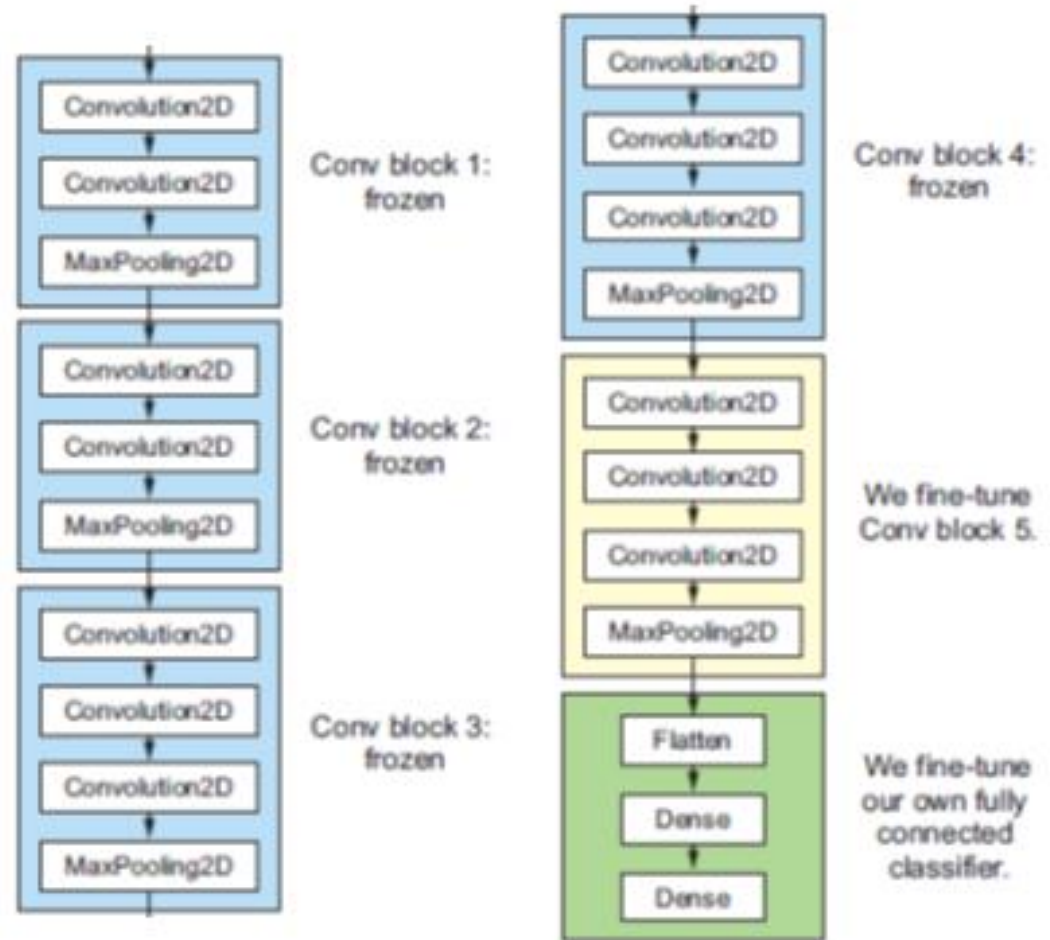 Convolution2D
Convolution2D
MaxPooling2D
Conv block 1:
frozen
Convolution2D
Convolution2D
MaxPooling2D
Conv block 2:
frozen
Convolution2D
Convolution2D
Convolution2D
MaxPooling2D
Conv block 3:
frozen
Convolution2D
Convolution2D
Convolution2D
MaxPooling2D
Conv block 4:
frozen
Convolution2D
Convolution2D
Convolution2D
MaxPooling2D
We fine-tune
Conv block 5.
Flatten
Dense
Dense
We fine-tune
our own fully
connected
classifier.